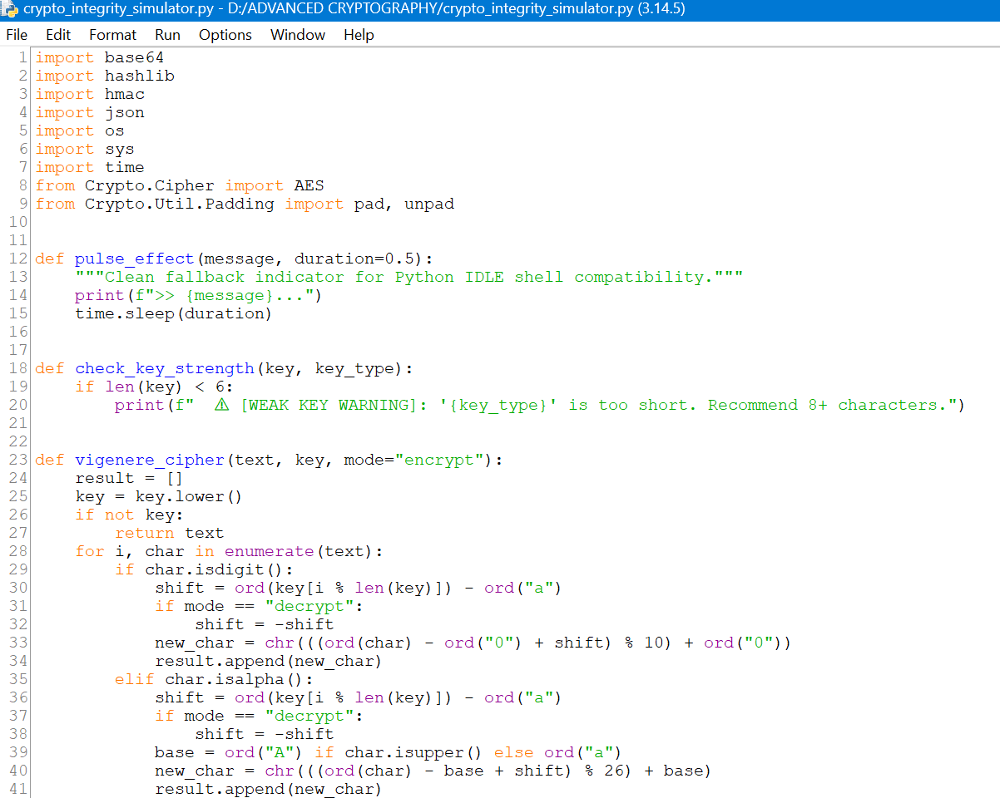 crypto_integrity_simulator.py - D:/ADVANCED CRYPTOGRAPHY/crypto_integrity_simulator.py (3.14.5)
File Edit Format Run Options Window Help
1 import base64
2 import hashlib
3 import hmac
4 import json
5 import os
6 import sys
7 import time
8 from Crypto.Cipher import AES
9 from Crypto.Util.Padding import pad, unpad
10
11
12 def pulse_effect(message, duration=0.5):
13     """Clean fallback indicator for Python IDLE shell compatibility."""
14     print(f">> {message}...")
15     time.sleep(duration)
16
17
18 def check_key_strength(key, key_type):
19     if len(key) < 6:
20         print(f"  ⚠ [WEAK KEY WARNING]: '{key_type}' is too short. Recommend 8+ characters.")
21
22
23 def vigenere_cipher(text, key, mode="encrypt"):
24     result = []
25     key = key.lower()
26     if not key:
27         return text
28     for i, char in enumerate(text):
29         if char.isdigit():
30             shift = ord(key[i % len(key)]) - ord("a")
31             if mode == "decrypt":
32                 shift = -shift
33             new_char = chr(((ord(char) - ord("0") + shift) % 10) + ord("0"))
34             result.append(new_char)
35         elif char.isalpha():
36             shift = ord(key[i % len(key)]) - ord("a")
37             if mode == "decrypt":
38                 shift = -shift
39             base = ord("A") if char.isupper() else ord("a")
40             new_char = chr(((ord(char) - base + shift) % 26) + base)
41             result.append(new_char)